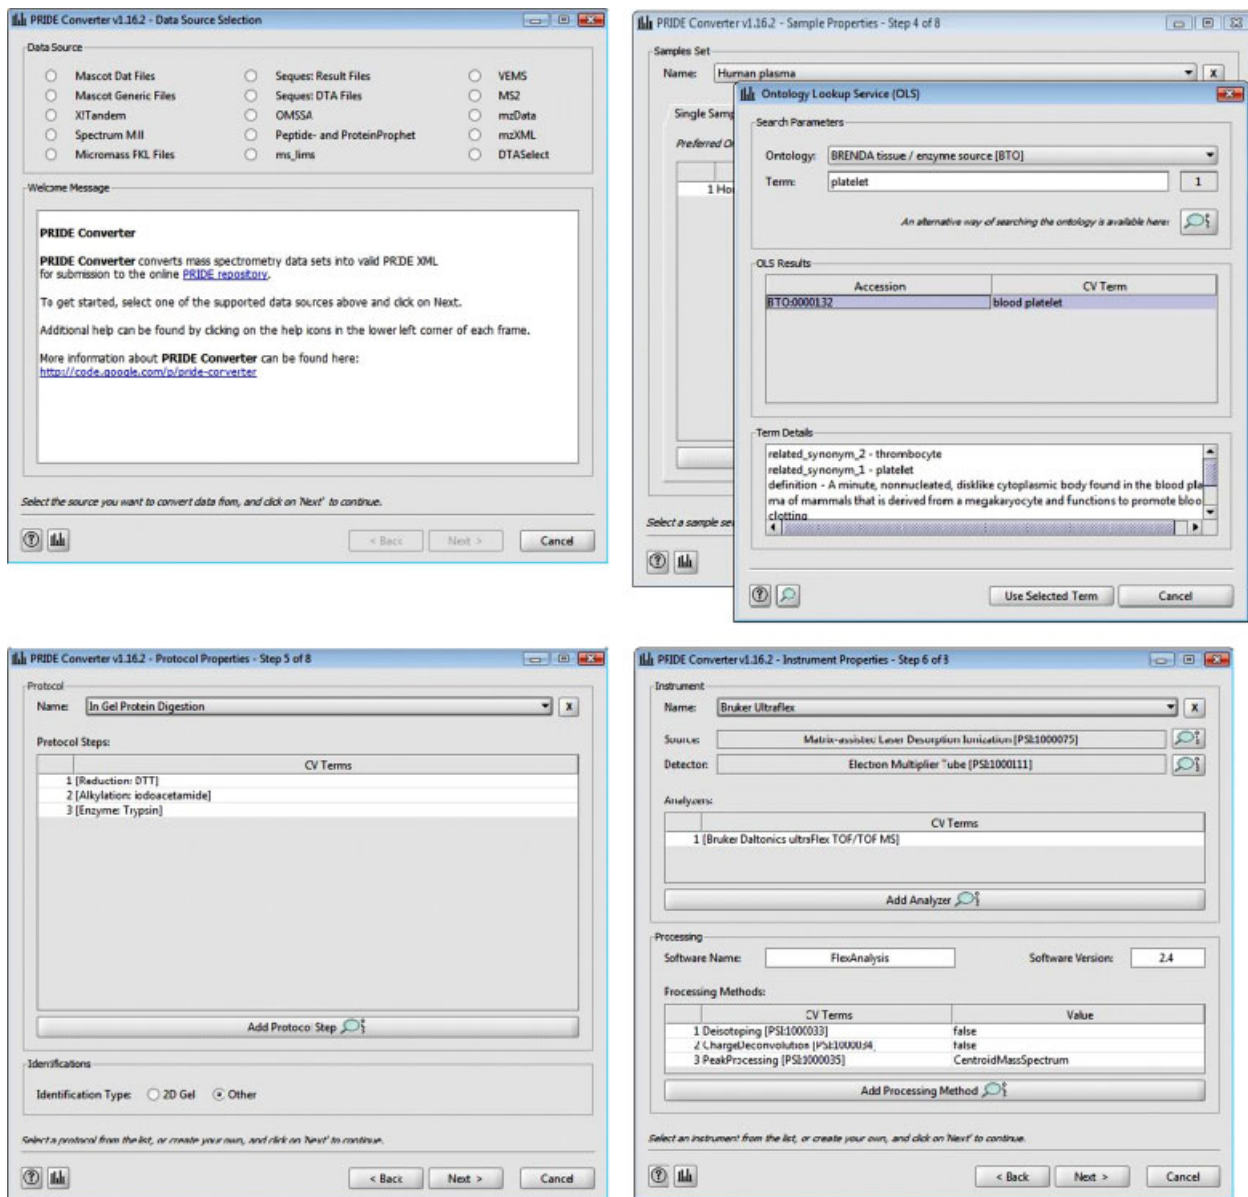 PRIDE Converter v1.16.2 - Data Source Selection
Data Source
Mascot Dat Files
Sequest Result Files
VEMS
Mascot Generic Files
Sequest DTA Files
MS2
X!Tandem
OMSSA
mzData
Spectrum Mill
Peptide- and ProteinProphet
mzXML
Micromass PKL Files
ms_lims
DTASelect
Welcome Message
PRIDE Converter
PRIDE Converter converts mass spectrometry data sets into valid PRIDE XML
for submission to the online PRIDE repository.
To get started, select one of the supported data sources above and click on Next.
Additional help can be found by clicking on the help icons in the lower left corner of each frame.
More information about PRIDE Converter can be found here:
http://code.google.com/p/pride-converter
Select the source you want to convert data from, and click on 'Next' to continue.
< Back
Next >
Cancel
PRIDE Converter v1.16.2 - Sample Properties - Step 4 of 8
Samples Set
Name: Human plasma X
Single Samp
Preferred O
1 Ho
Select a sample se
Ontology Lookup Service (OLS)
Search Parameters
Ontology: BRENDA tissue / enzyme source [BTO]
Term: platelet 1
An alternative way of searching the ontology is available here:
OLS Results
Accession CV Term
BTO:0000132 blood platelet
Term Details
related_synonym_2 - thrombocyte
related_synonym_1 - platelet
definition - A minute, nonnucleated, disklike cytoplasmic body found in the blood pla
ma of mammals that is derived from a megakaryocyte and functions to promote bloo
clotting
Use Selected Term
Cancel
PRIDE Converter v1.16.2 - Protocol Properties - Step 5 of 8
Protocol
Name: In Gel Protein Digestion X
Protocol Steps:
CV Terms
1 [Reduction: DTT]
2 [Alkylation: iodoacetamide]
3 [Enzyme: Trypsin]
Add Protocol Step
Identifications
Identification Type: 2D Gel Other
Select a protocol from the list, or create your own, and click on 'Next' to continue.
< Back
Next >
Cancel
PRIDE Converter v1.16.2 - Instrument Properties - Step 6 of 8
Instrument
Name: Bruker Ultraflex X
Source: Matrix-assisted Laser Desorption Ionization [PSI:1000075]
Detector: Electron Multiplier Tube [PSI:1000111]
Analyzers:
CV Terms
1 [Bruker Daltonics ultraFlex TOF/TOF MS]
Add Analyzer
Processing
Software Name: FlexAnalysis Software Version: 2.4
Processing Methods:
CV Terms Value
1 Deisotoping [PSI:1000033] false
2 ChargeDeconvolution [PSI:1000034] false
3 PeakProcessing [PSI:1000035] CentroidMassSpectrum
Add Processing Method
Select an instrument from the list, or create your own, and click on 'Next' to continue.
< Back
Next >
Cancel